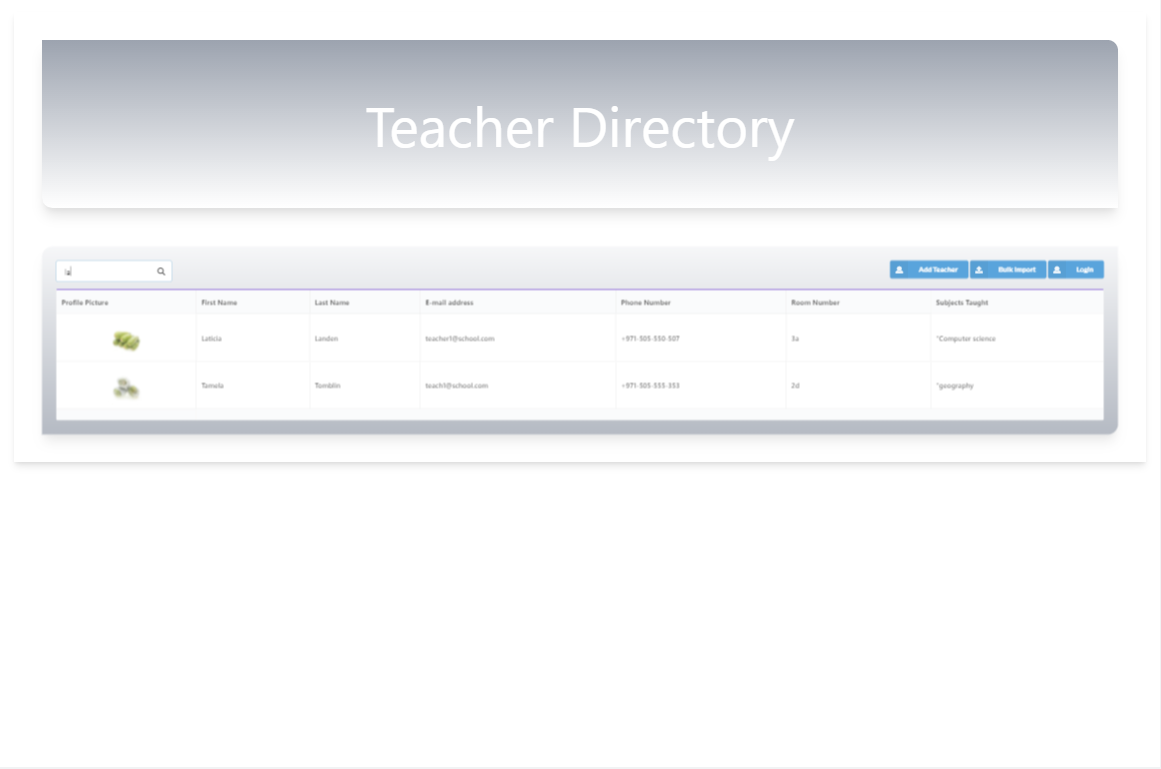 Teacher Directory
la
Add Teacher Bulk Import Login
Profile Picture First Name Last Name E-mail address Phone Number Room Number Subjects Taught
Laticia Landon teacher1@school.com +971-505-550-507 3a "Computer science
Tamela Tomblin teach1@school.com +971-505-555-353 2d "geography